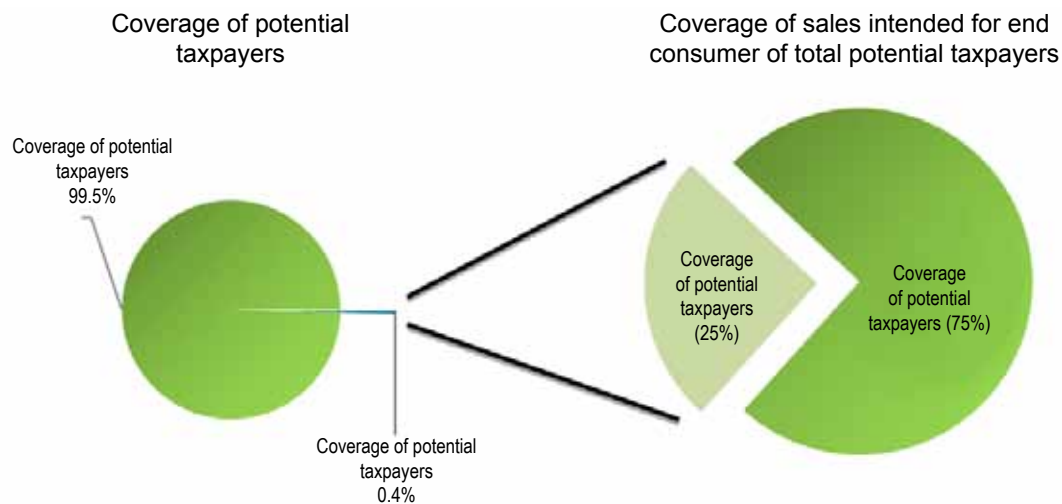 Coverage of potential
taxpayers
Coverage of sales intended for end
consumer of total potential taxpayers
Coverage of potential
taxpayers
99.5%
Coverage of potential
taxpayers
0.4%
Coverage
of potential
taxpayers
(25%)
Coverage
of potential
taxpayers (75%)